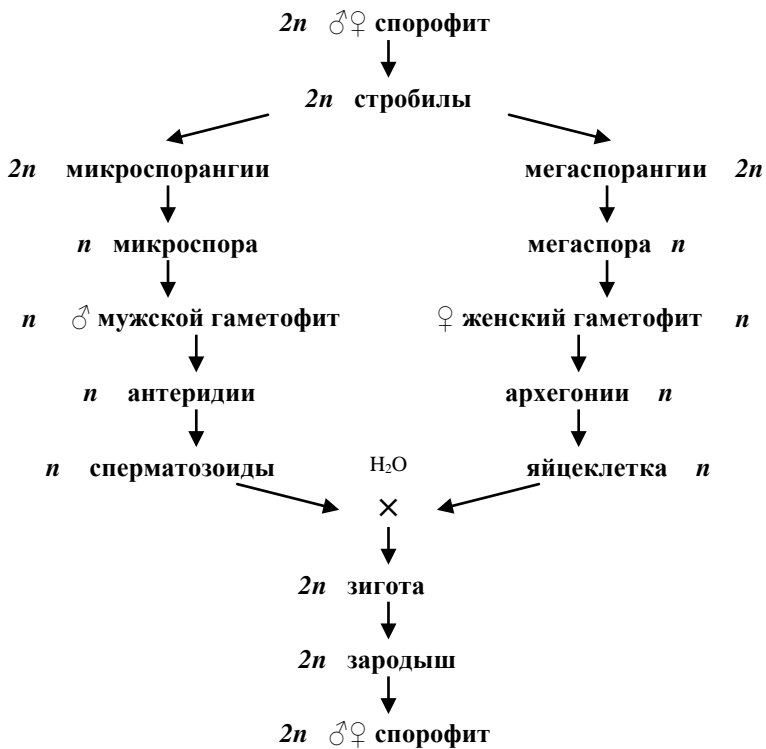 2n ♂♀ спорофит
2n стробилы
2n микроспорангии мегаспорангии 2n
n микроспора мегаспора n
n ♂ мужской гаметофит ♀ женский гаметофит n
n антеридии архегонии n
n сперматозоиды H₂O яйцеклетка n
×
2n зигота
2n зародыш
2n ♂♀ спорофит